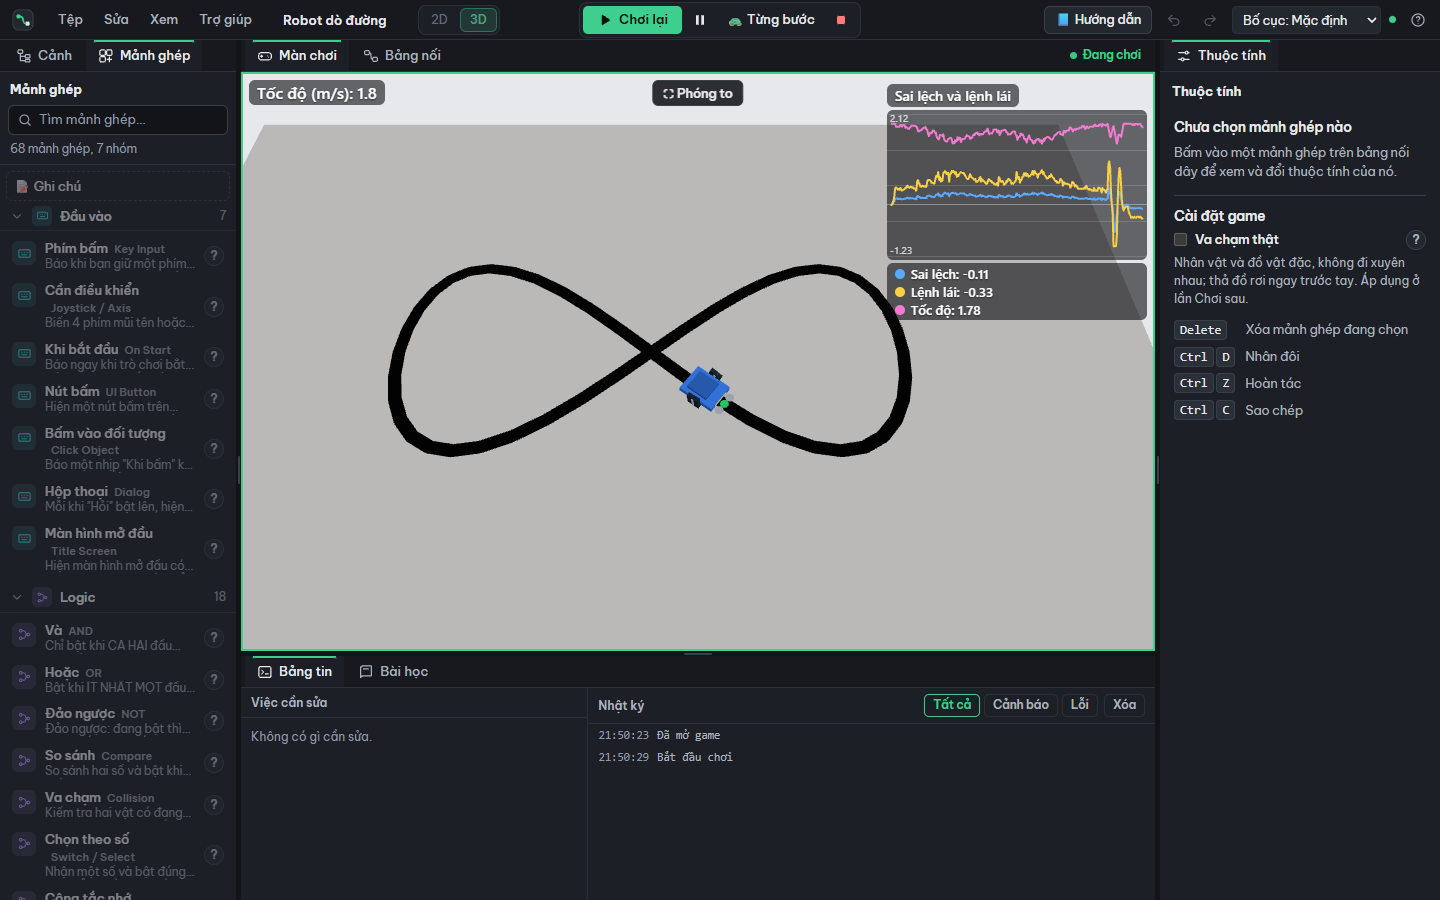 Tệp Sửa Xem Trợ giúp Robot dò đường 2D 3D Chơi lại Từng bước Hướng dẫn Bố cục: Mặc định
Cảnh Mảnh ghép
Mảnh ghép
Tìm mảnh ghép...
68 mảnh ghép, 7 nhóm
Ghi chú
Đầu vào 7
Phím bấm Key Input
Báo khi bạn giữ một phím...
Cần điều khiển
Joystick / Axis
Biến 4 phím mũi tên hoặc...
Khi bắt đầu On Start
Báo ngay khi trò chơi bắt...
Nút bấm UI Button
Hiện một nút bấm trên...
Bấm vào đối tượng
Click Object
Báo một nhịp "Khi bấm" k...
Hộp thoại Dialog
Mỗi khi "Hỏi" bật lên, hiện...
Màn hình mở đầu
Title Screen
Hiện màn hình mở đầu có...
Logic 18
Và AND
Chỉ bật khi CẢ HAI đầu...
Hoặc OR
Bật khi ÍT NHẤT MỘT đầu...
Đảo ngược NOT
Đảo ngược: đang bật thì...
So sánh Compare
So sánh hai số và bật khi...
Va chạm Collision
Kiểm tra hai vật có đang...
Chọn theo số
Switch / Select
Nhận một số và bật đúng...
Công tắc nhớ
Màn chơi Bảng nối Đang chơi
Tốc độ (m/s): 1.8
Phóng to
Sai lệch và lệnh lái
2.12
-1.23
Sai lệch: -0.11
Lệnh lái: -0.33
Tốc độ: 1.78
Bảng tin Bài học
Việc cần sửa
Không có gì cần sửa.
Nhật ký Tất cả Cảnh báo Lỗi Xóa
21:50:23 Đã mở game
21:50:29 Bắt đầu chơi
Thuộc tính
Thuộc tính
Chưa chọn mảnh ghép nào
Bấm vào một mảnh ghép trên bảng nối
dây để xem và đổi thuộc tính của nó.
Cài đặt game
Va chạm thật ?
Nhân vật và đồ vật đặc, không đi xuyên
nhau; thả đồ rơi ngay trước tay. Áp dụng ở
lần Chơi sau.
Delete Xóa mảnh ghép đang chọn
Ctrl D Nhân đôi
Ctrl Z Hoàn tác
Ctrl C Sao chép